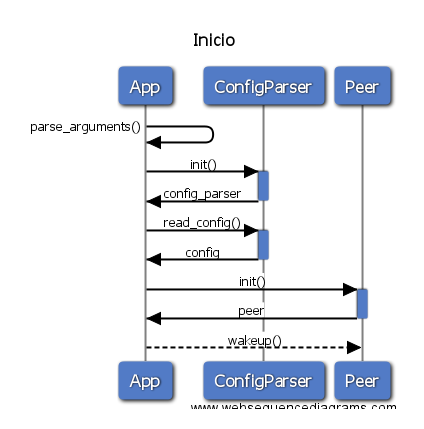 Inicio
App ConfigParser Peer
parse_arguments()
init()
config_parser
read_config()
config
init()
peer
wakeup()
App ConfigParser Peer
www.websequencediagrams.com